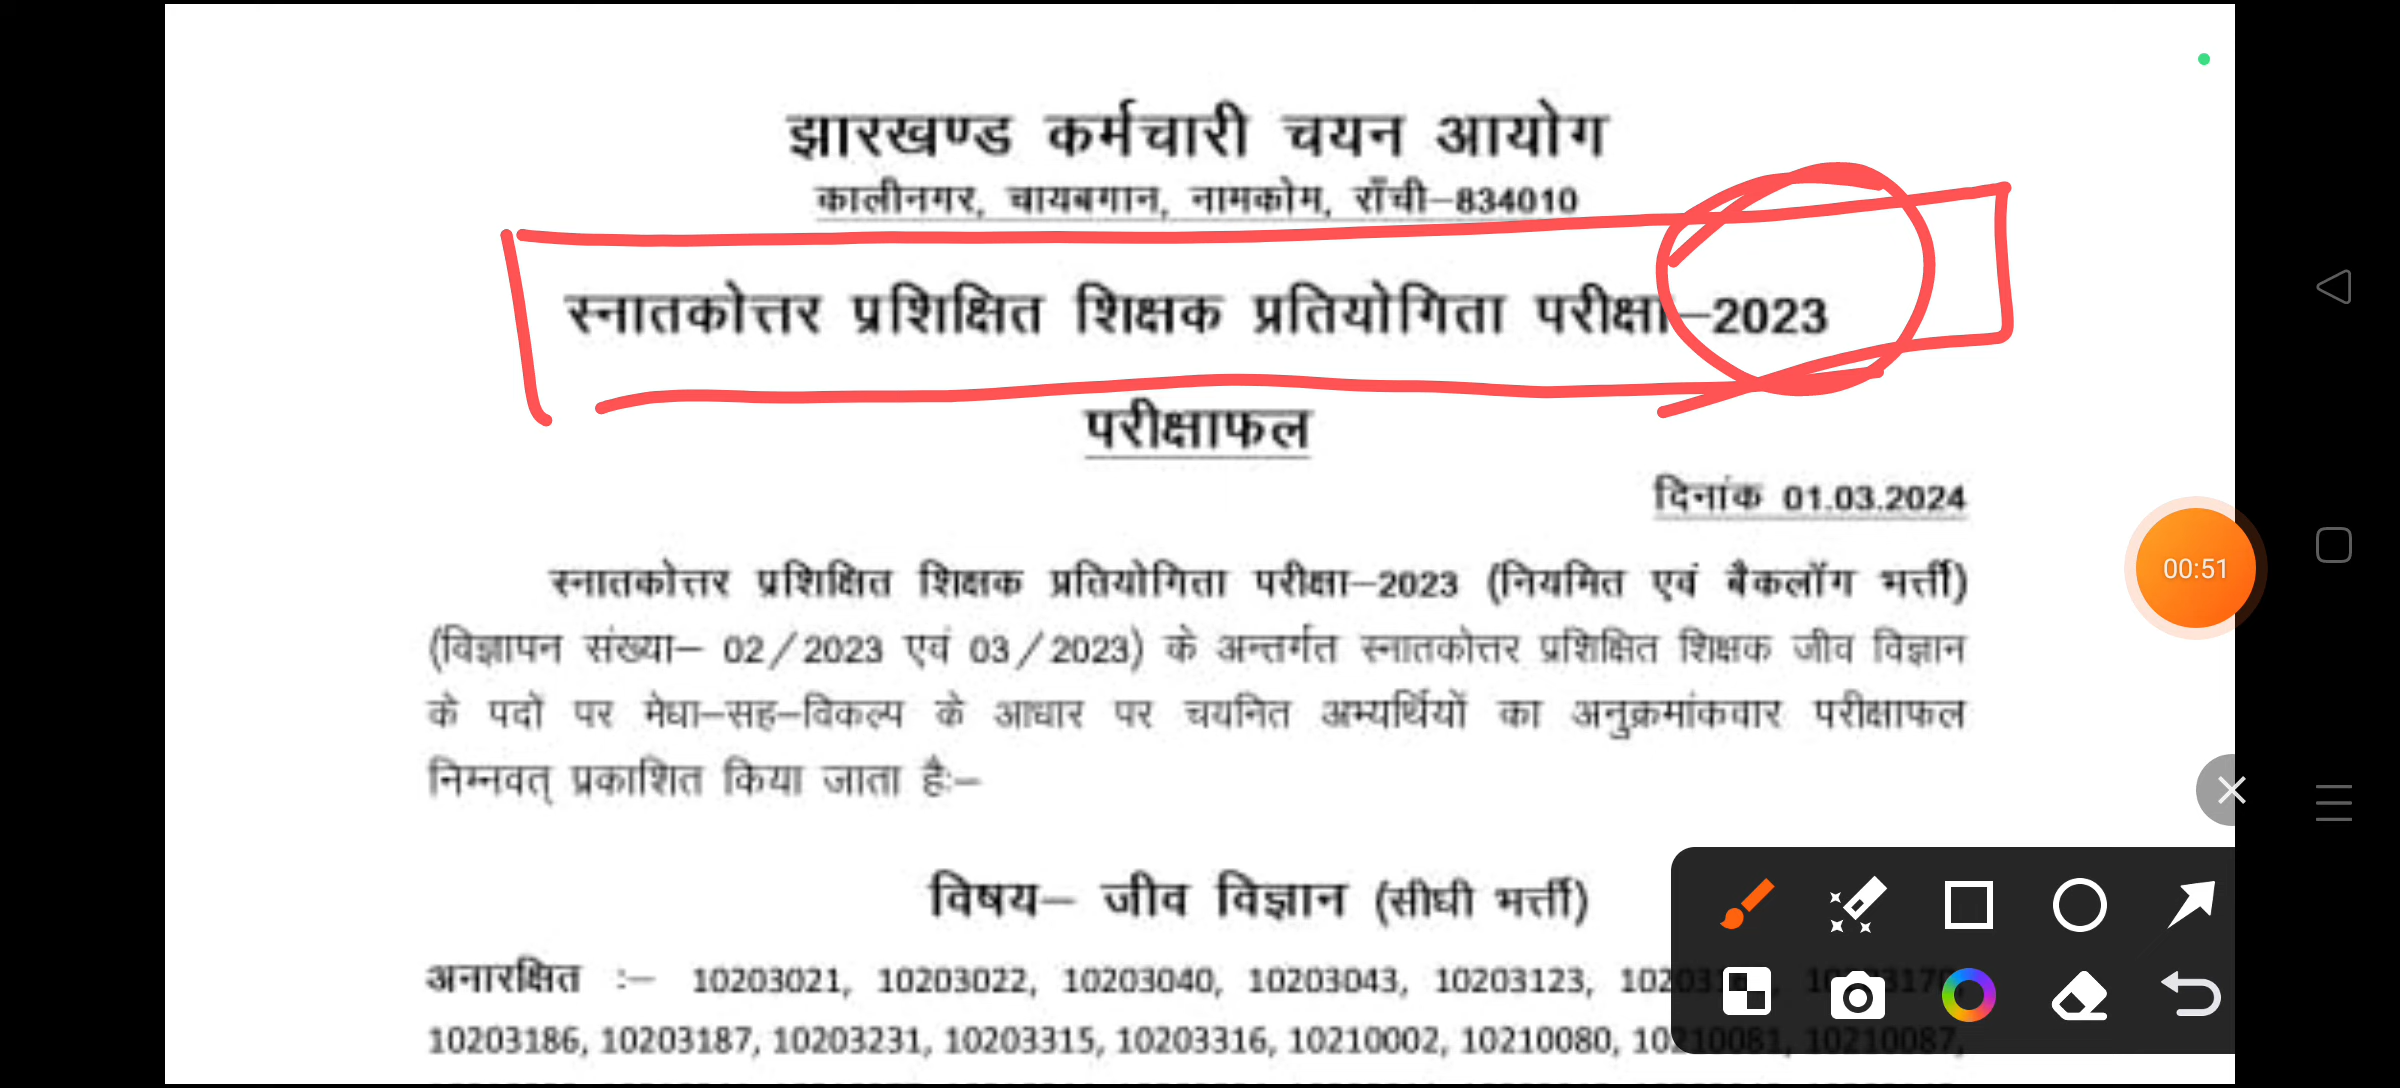 झारखण्ड कर्मचारी चयन आयोग
कालीनगर, चायबगान, नामकोम, राँची–834010
स्नातकोत्तर प्रशिक्षित शिक्षक प्रतियोगिता परीक्षा–2023
परीक्षाफल
दिनांक 01.03.2024
स्नातकोत्तर प्रशिक्षित शिक्षक प्रतियोगिता परीक्षा–2023 (नियमित एवं बैकलॉग भर्त्ती)
(विज्ञापन संख्या– 02/2023 एवं 03/2023) के अन्तर्गत स्नातकोत्तर प्रशिक्षित शिक्षक जीव विज्ञान
के पदों पर मेधा–सह–विकल्प के आधार पर चयनित अभ्यर्थियों का अनुक्रमांकवार परीक्षाफल
निम्नवत् प्रकाशित किया जाता है:–
00:51
विषय– जीव विज्ञान (सीधी भर्त्ती)
अनारक्षित :– 10203021, 10203022, 10203040, 10203043, 10203123,
10203186, 10203187, 10203231, 10203315, 10203316, 10210002, 10210080, 10210081, 10210087,